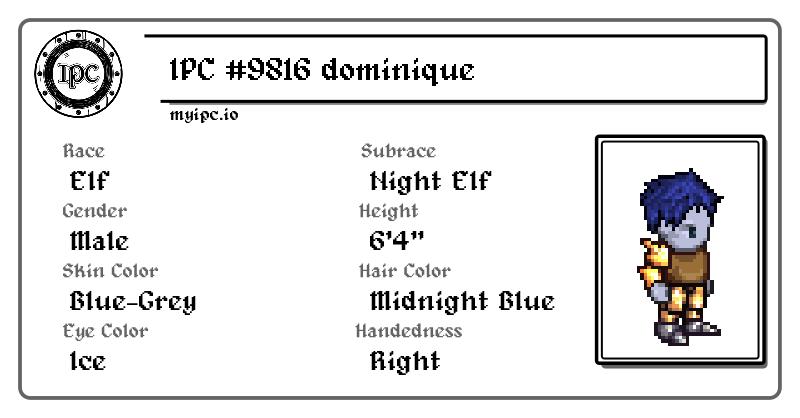 IPC
IPC #9816 dominique
myipc.io
Race
Elf
Subrace
Night Elf
Gender
Male
Height
6'4"
Skin Color
Blue-Grey
Hair Color
Midnight Blue
Eye Color
Ice
Handedness
Right